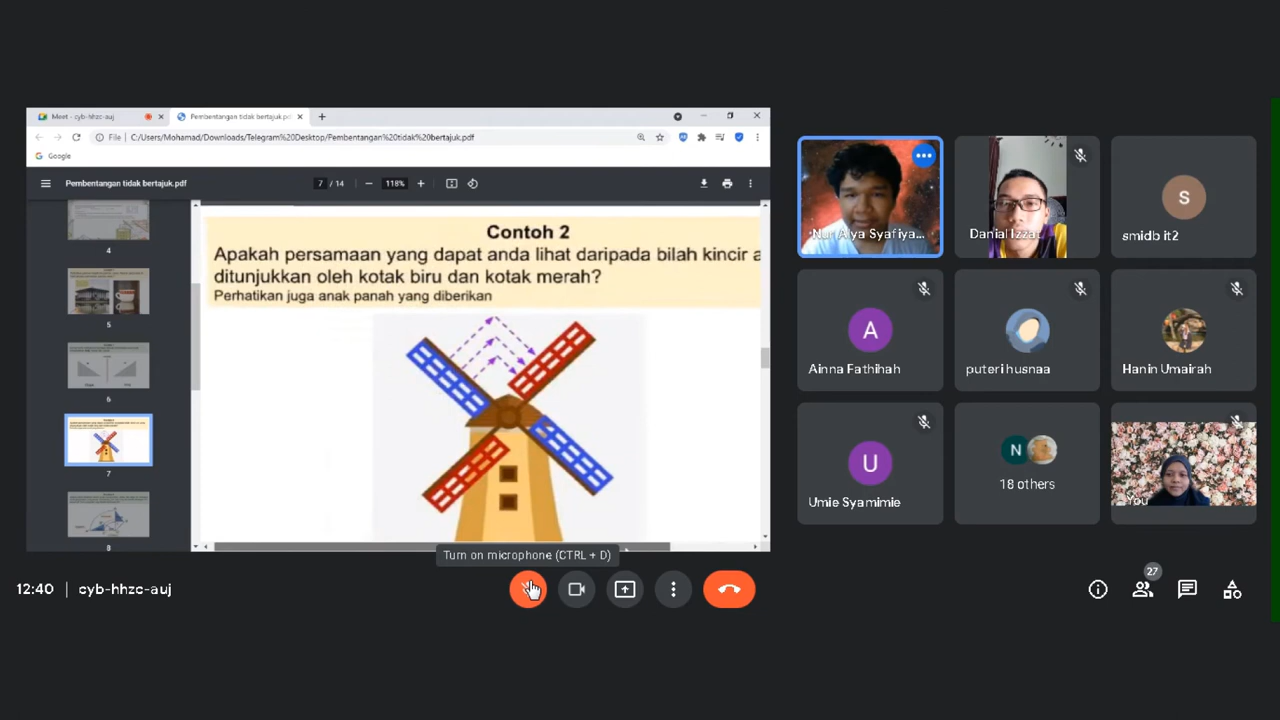 Meet - cyb-hhzc-auj
Pembentangan tidak bertajuk.pdf
File
C:/Users/Mohamad/Downloads/Telegram%20Desktop/Pembentangan%20tidak%20bertajuk.pdf
Google
Pembentangan tidak bertajuk.pdf
7 / 14
118%
4
5
6
7
8
Contoh 2
Apakah persamaan yang dapat anda lihat daripada bilah kincir a
ditunjukkan oleh kotak biru dan kotak merah?
Perhatikan juga anak panah yang diberikan
Nur Alya Syafiya...
Danial Izzat
S
smidb it2
A
Ainna Fathihah
puteri husnaa
Hanin Umairah
U
Umie Syamimie
N
18 others
You
Turn on microphone (CTRL + D)
12:40 | cyb-hhzc-auj
27